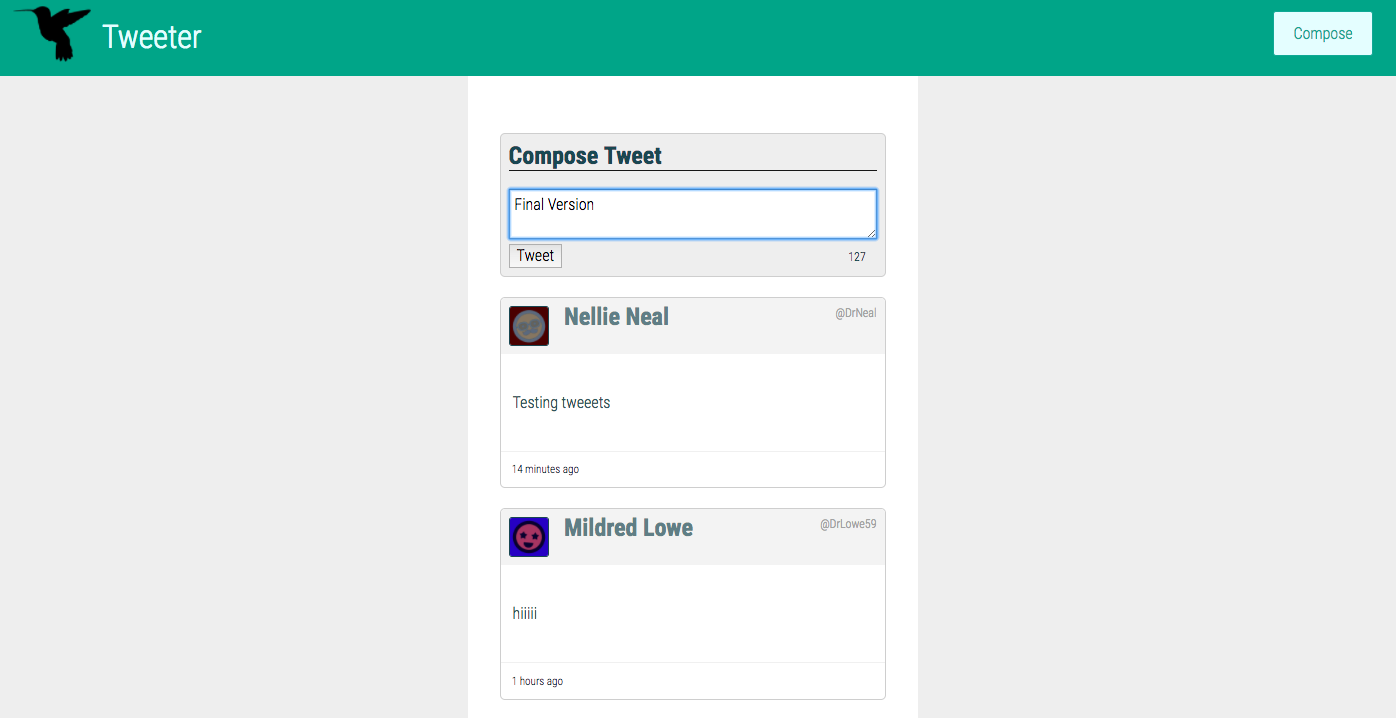 Tweeter
Compose
Compose Tweet
Final Version
Tweet 127
Nellie Neal @DrNeal
Testing tweeets
14 minutes ago
Mildred Lowe @DrLowe59
hiiiii
1 hours ago